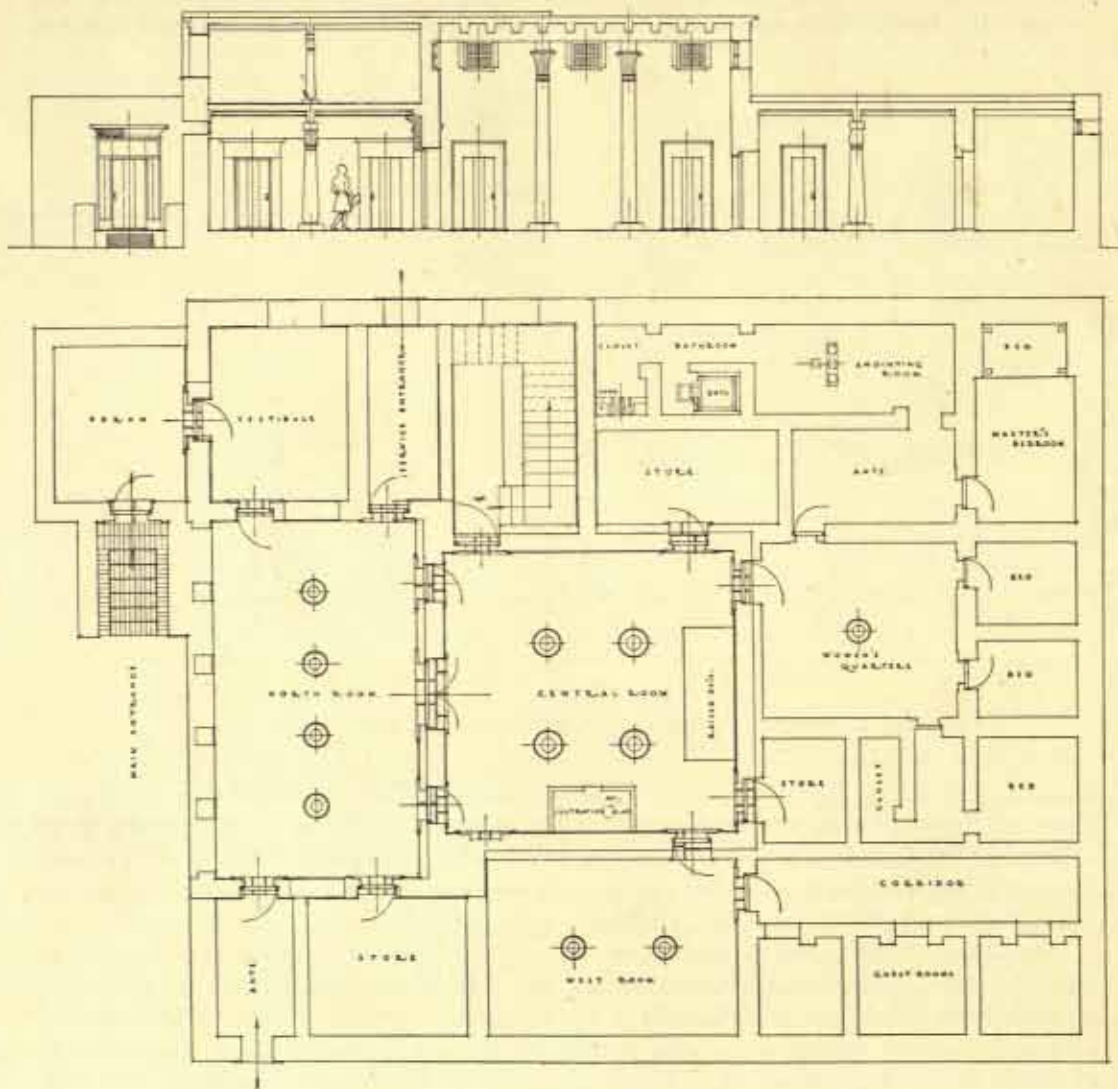 CLOSET
BATHROOM
ANOINTING
ROOM
BED
BATH
PORCH
VESTIBULE
SERVICE ENTRANCE
MASTER'S
BEDROOM
STORE
ANTE
BED
NORTH ROOM
CENTRAL ROOM
RAISED DAIS
WOMEN'S
QUARTERS
BED
MAIN ENTRANCE
STORE
CLOSET
BED
CORRIDOR
ANTE
STORE
WEST ROOM
GUEST ROOMS